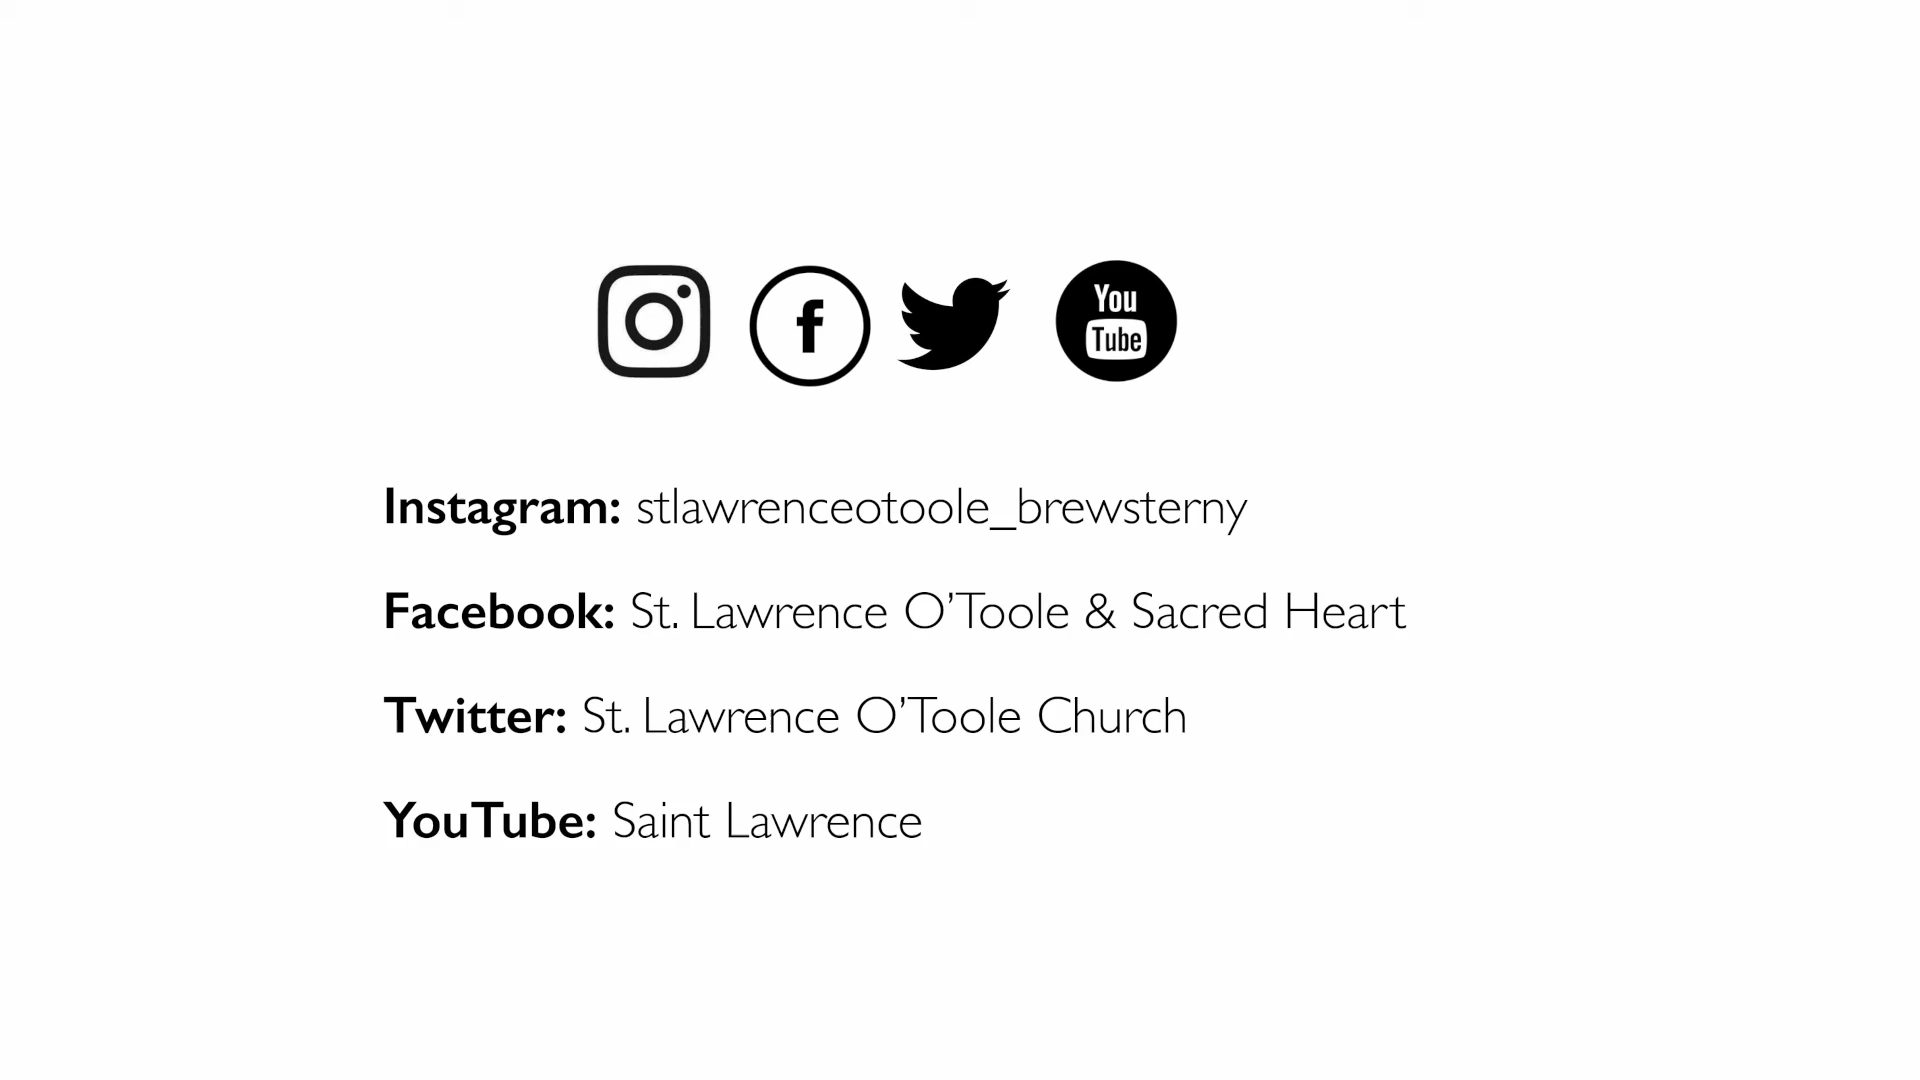 f
You
Tube
Instagram: stlawrenceotoole_brewsterny
Facebook: St. Lawrence O’Toole & Sacred Heart
Twitter: St. Lawrence O’Toole Church
YouTube: Saint Lawrence